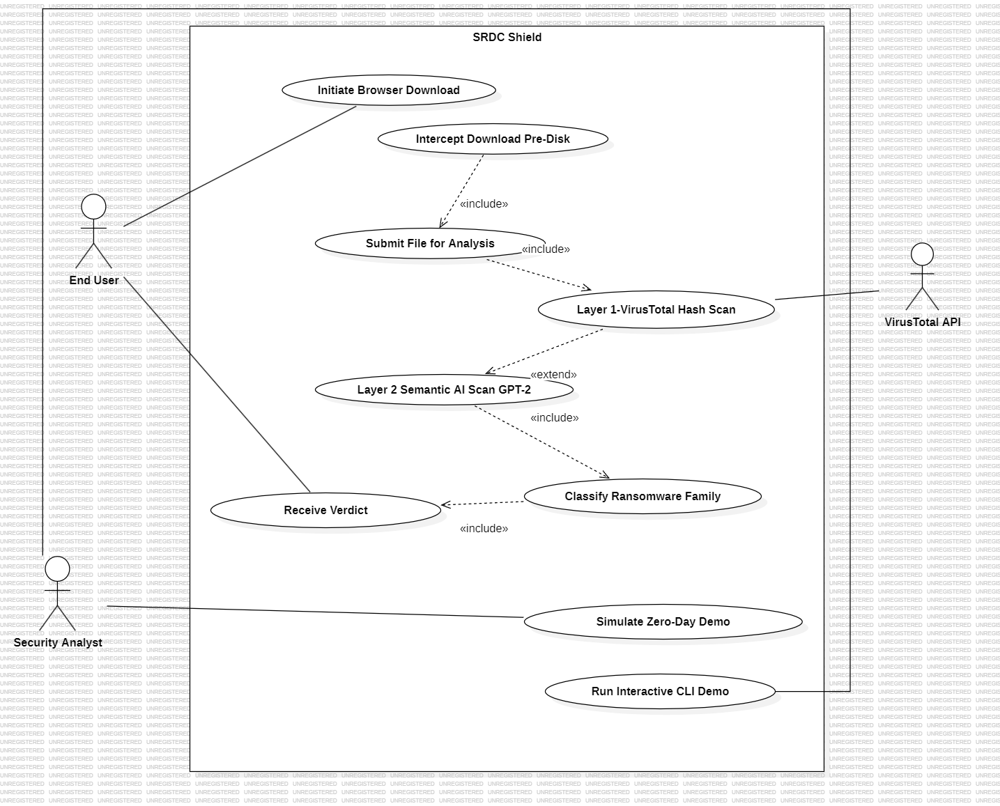 SRDC Shield
Initiate Browser Download
Intercept Download Pre-Disk
«include»
Submit File for Analysis
«include»
End User
Layer 1-VirusTotal Hash Scan
VirusTotal API
«extend»
Layer 2 Semantic AI Scan GPT-2
«include»
Classify Ransomware Family
Receive Verdict
«include»
Simulate Zero-Day Demo
Security Analyst
Run Interactive CLI Demo
UNREGISTERED